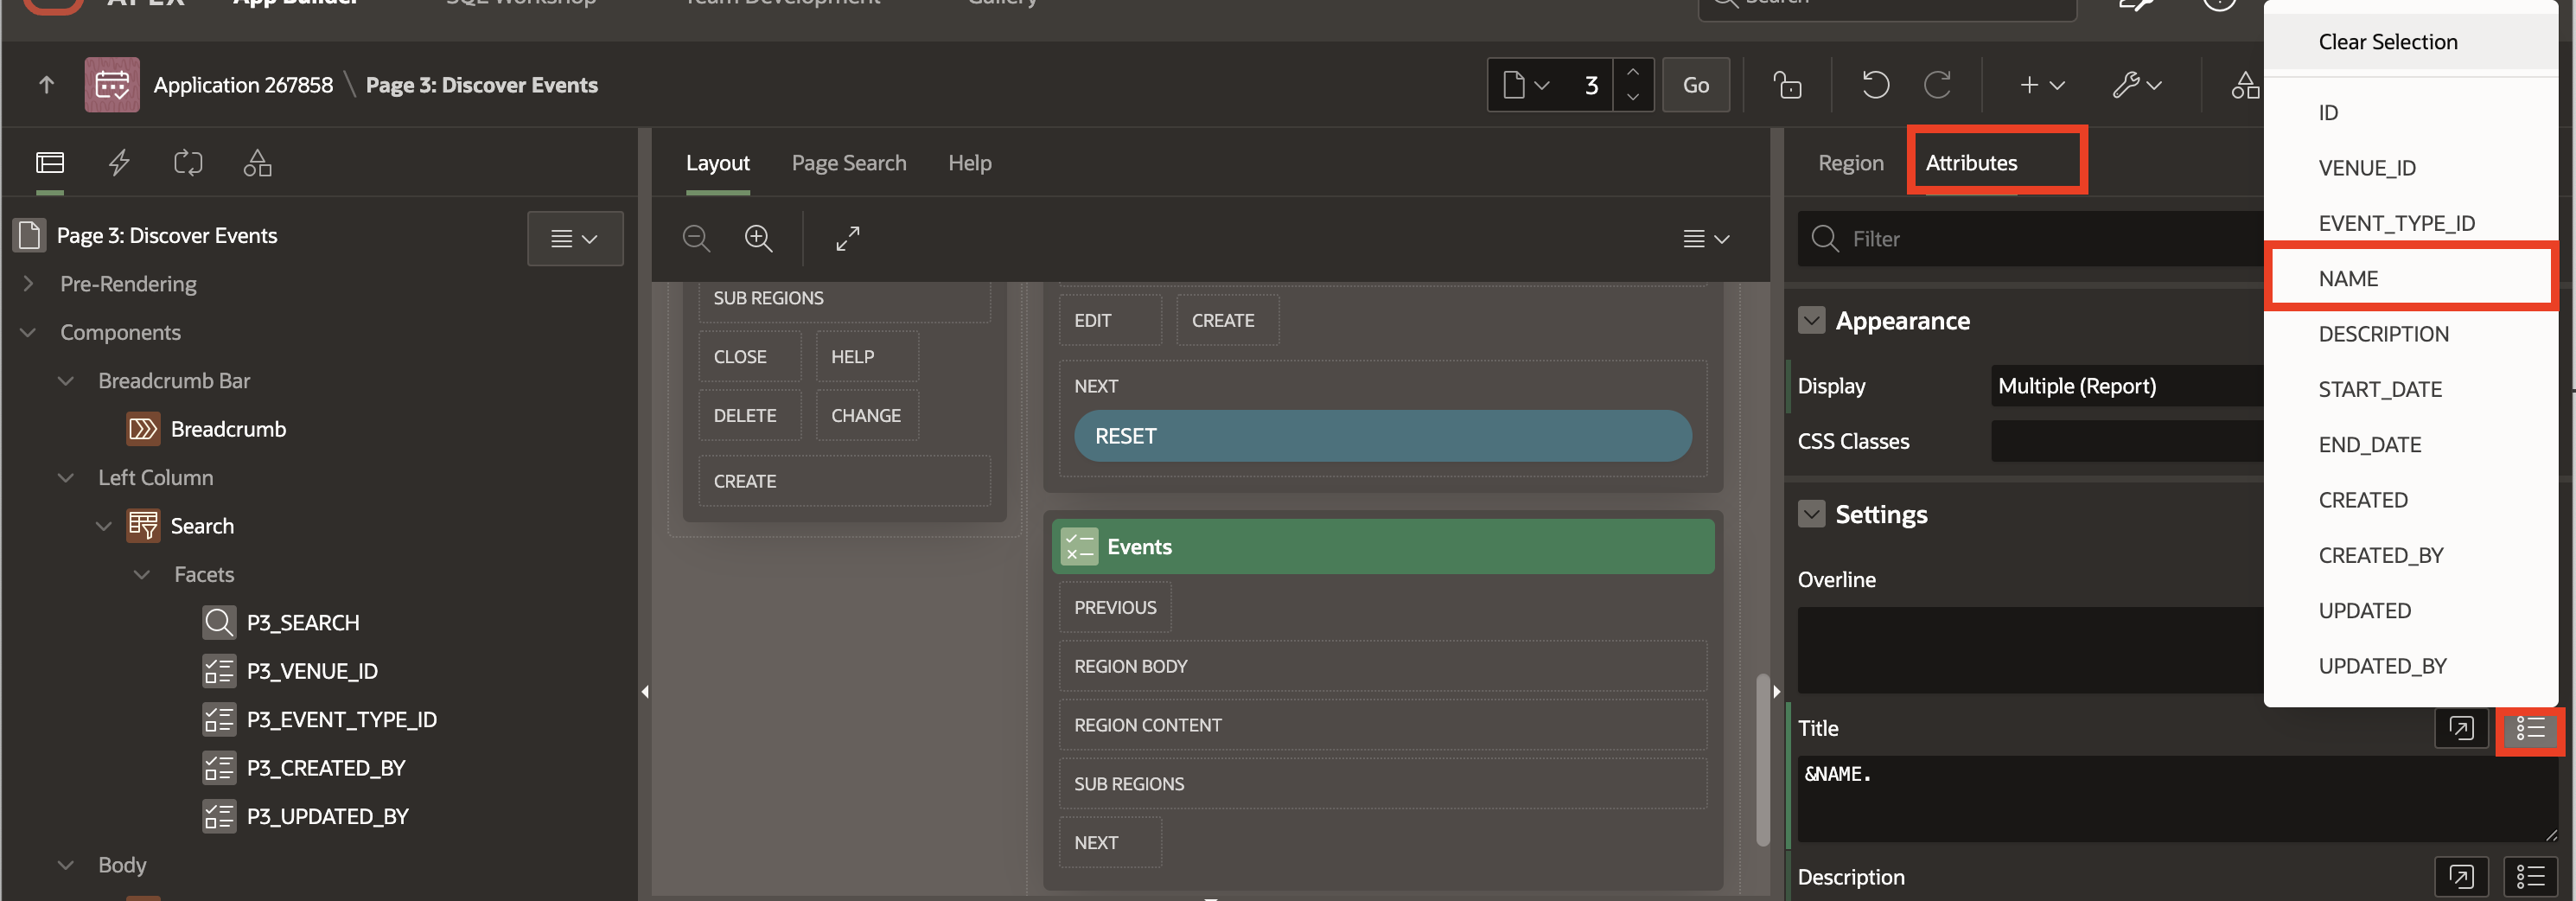 APEX
App Builder
SQL Workshop
Team Development
Gallery
Search
Application 267858 \ Page 3: Discover Events
3
Go
Layout
Page Search
Help
Region
Attributes
Page 3: Discover Events
Pre-Rendering
Components
Breadcrumb Bar
Breadcrumb
Left Column
Search
Facets
P3_SEARCH
P3_VENUE_ID
P3_EVENT_TYPE_ID
P3_CREATED_BY
P3_UPDATED_BY
Body
SUB REGIONS
CLOSE
HELP
DELETE
CHANGE
CREATE
EDIT
CREATE
NEXT
RESET
Events
PREVIOUS
REGION BODY
REGION CONTENT
SUB REGIONS
NEXT
Filter
Appearance
Display
Multiple (Report)
CSS Classes
Settings
Overline
Title
&NAME.
Description
Clear Selection
ID
VENUE_ID
EVENT_TYPE_ID
NAME
DESCRIPTION
START_DATE
END_DATE
CREATED
CREATED_BY
UPDATED
UPDATED_BY